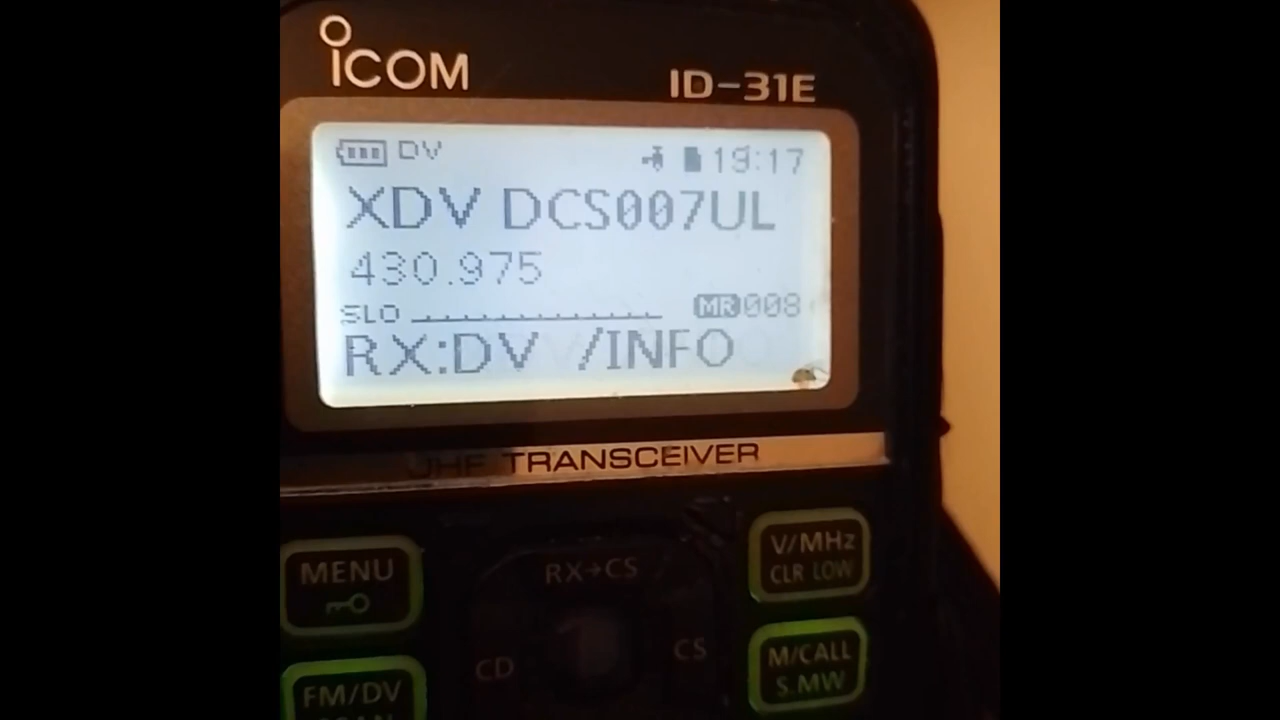 iCOM
ID-31E
DV 19:17
XDV DCS007UL
430.975
SLO MR008
RX:DV /INFO
UHF TRANSCEIVER
MENU
RX→CS
V/MHz
CLR LOW
CD
CS
M/CALL
S.MW
FM/DV